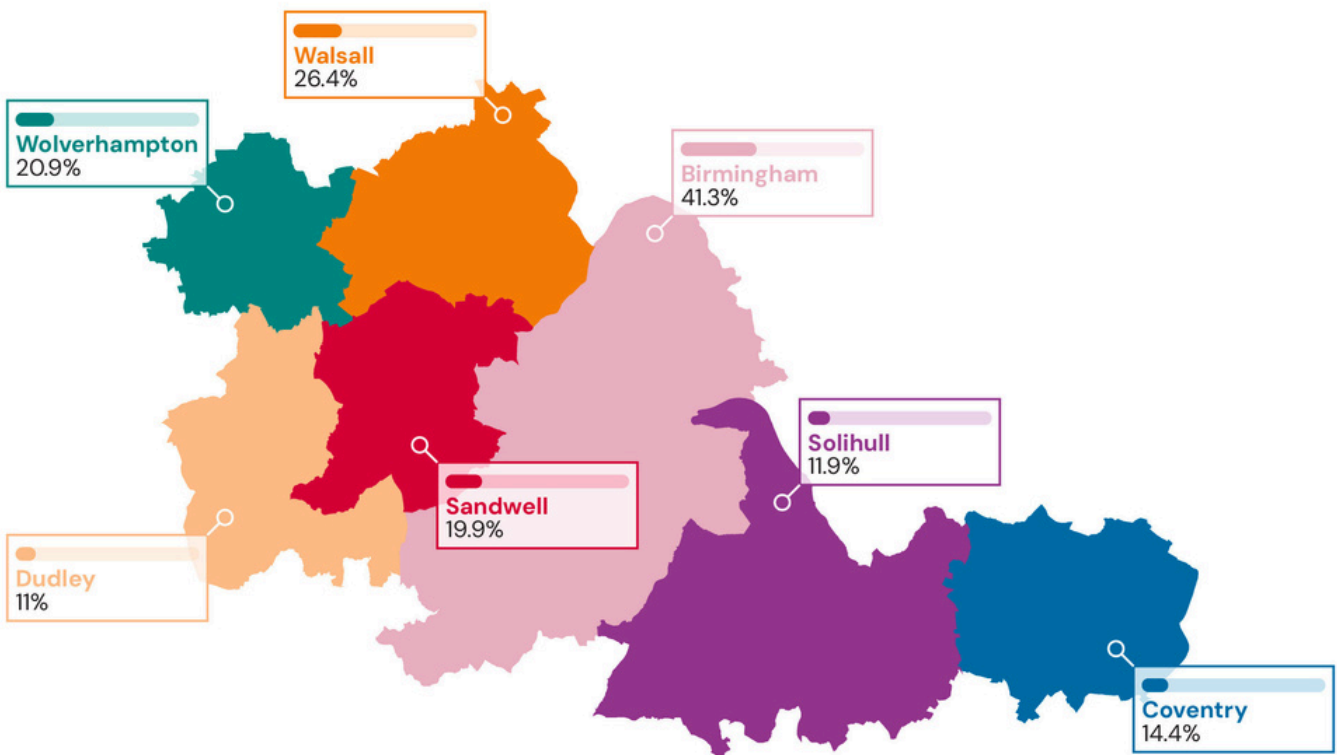 Walsall
26.4%
Wolverhampton
20.9%
Birmingham
41.3%
Solihull
11.9%
Sandwell
19.9%
Dudley
11%
Coventry
14.4%